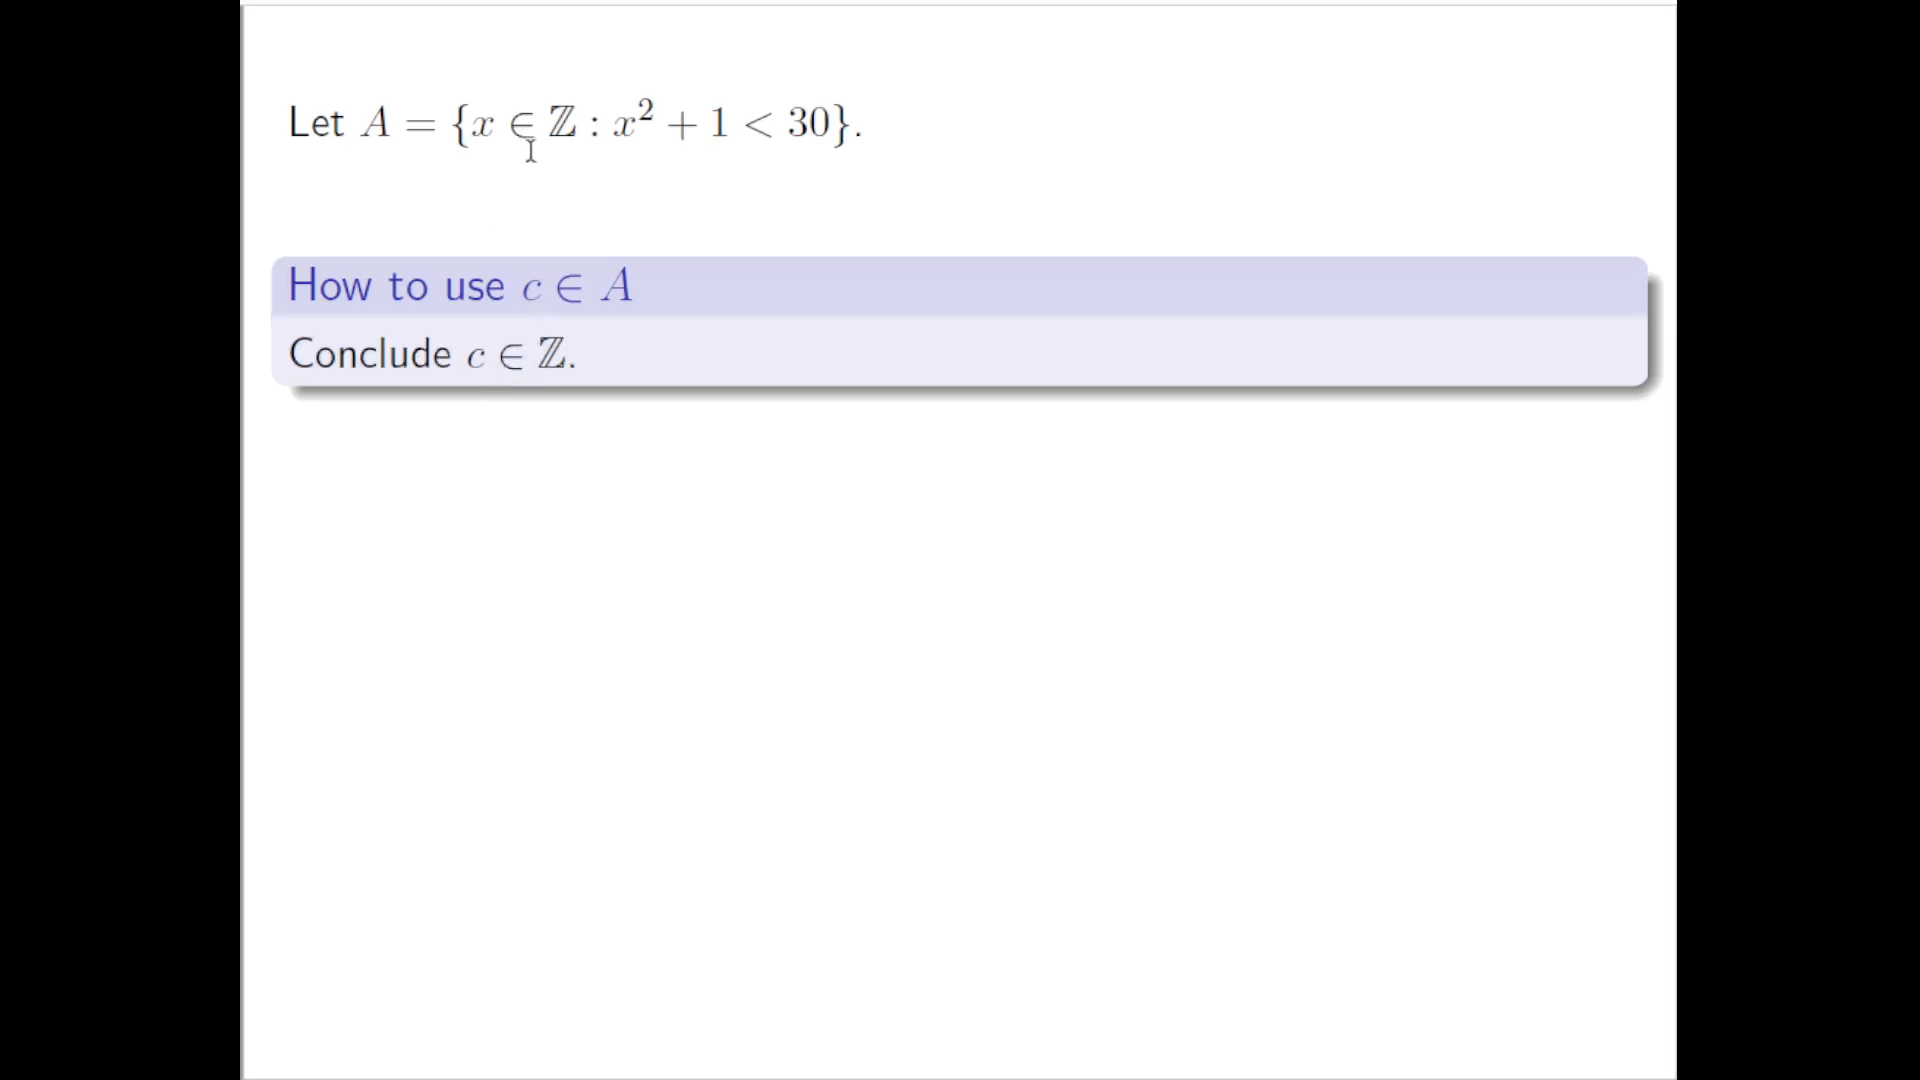 Let A = {x ∈ ℤ : x² + 1 < 30}.
How to use c ∈ A
Conclude c ∈ ℤ.